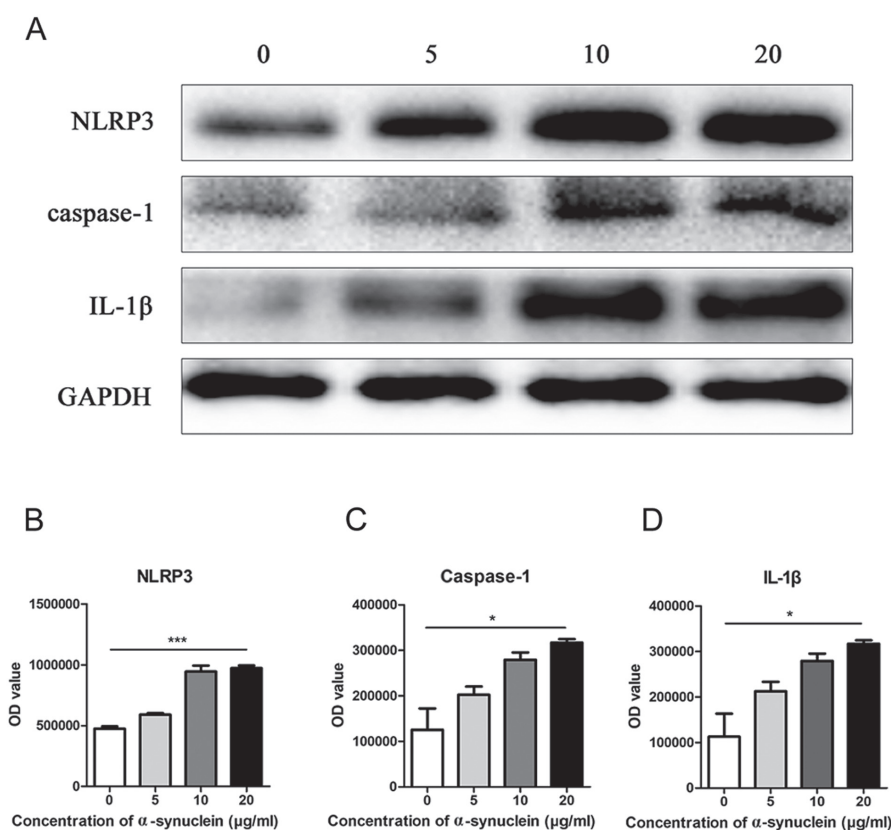 A
0 5 10 20
NLRP3
caspase-1
IL-1β
GAPDH
B
NLRP3
1500000
1000000
500000
0
OD value
***
0 5 10 20
Concentration of α-synuclein (μg/ml)
C
Caspase-1
400000
300000
200000
100000
0
OD value
*
0 5 10 20
Concentration of α-synuclein (μg/ml)
D
IL-1β
400000
300000
200000
100000
0
OD value
*
0 5 10 20
Concentration of α-synuclein (μg/ml)